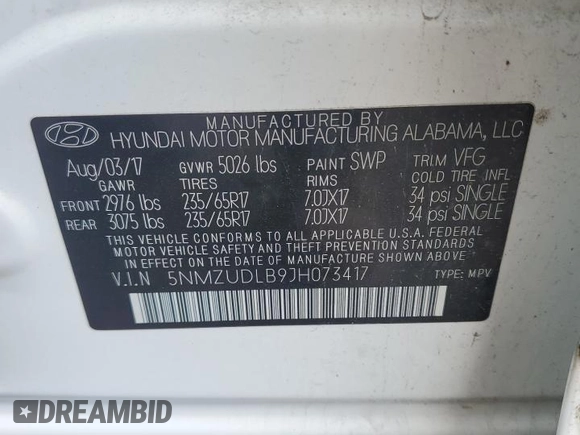 MANUFACTURED BY
HYUNDAI MOTOR MANUFACTURING ALABAMA, LLC
Aug/03/17 GVWR 5026 lbs PAINT SWP TRIM VFG
GAWR TIRES RIMS COLD TIRE INFL
FRONT 2976 lbs 235/65R17 7.0JX17 34 psi SINGLE
REAR 3075 lbs 235/65R17 7.0JX17 34 psi SINGLE
THIS VEHICLE CONFORMS TO ALL APPLICABLE U.S.A. FEDERAL
MOTOR VEHICLE SAFETY AND THEFT PREVENTION STANDARDS
IN EFFECT ON THE DATE OF MANUFACTURE SHOWN ABOVE.
V.I.N 5NMZUDLB9JH073417 TYPE: MPV
DREAMBID